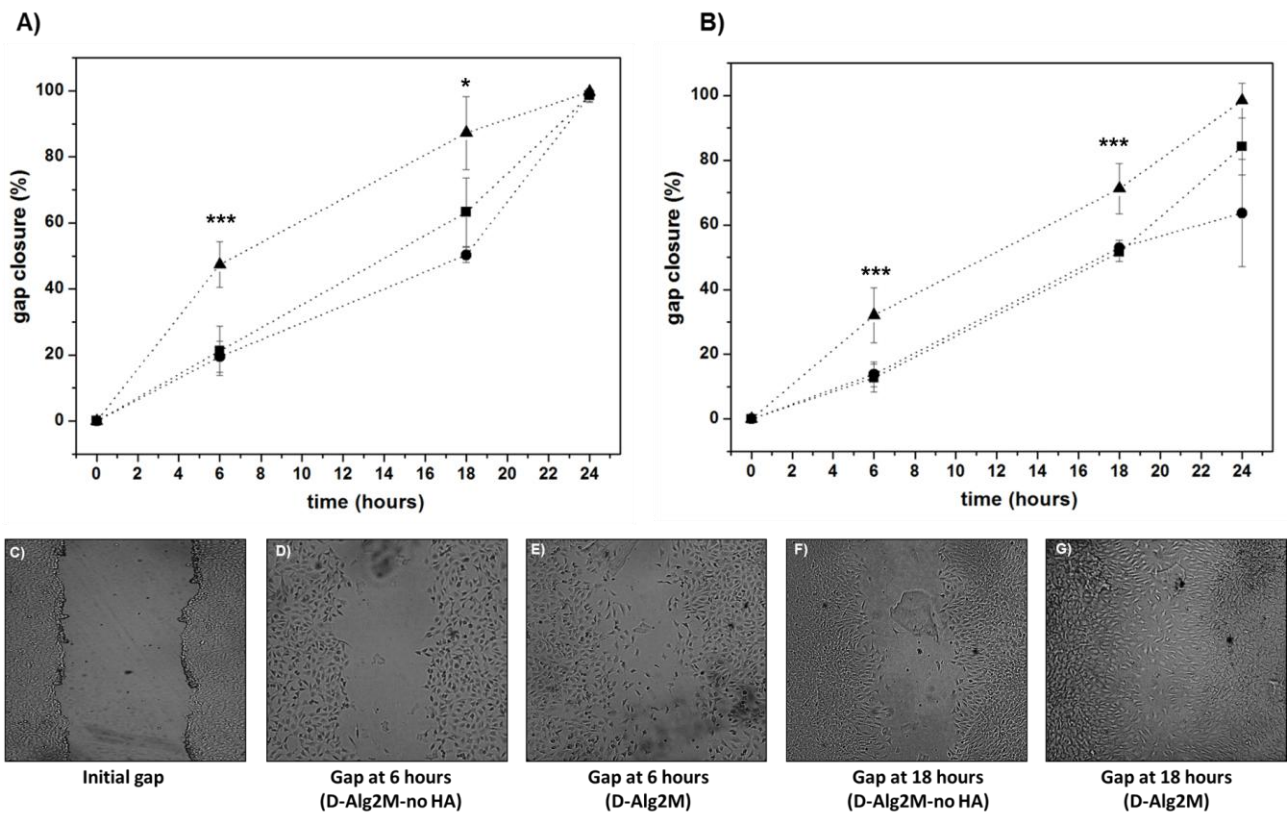 A)
gap closure (%)
100
80
60
40
20
0
***
*
0 2 4 6 8 10 12 14 16 18 20 22 24
time (hours)
B)
gap closure (%)
100
80
60
40
20
0
***
***
0 2 4 6 8 10 12 14 16 18 20 22 24
time (hours)
C)
D)
E)
F)
G)
Initial gap
Gap at 6 hours
(D-Alg2M-no HA)
Gap at 6 hours
(D-Alg2M)
Gap at 18 hours
(D-Alg2M-no HA)
Gap at 18 hours
(D-Alg2M)